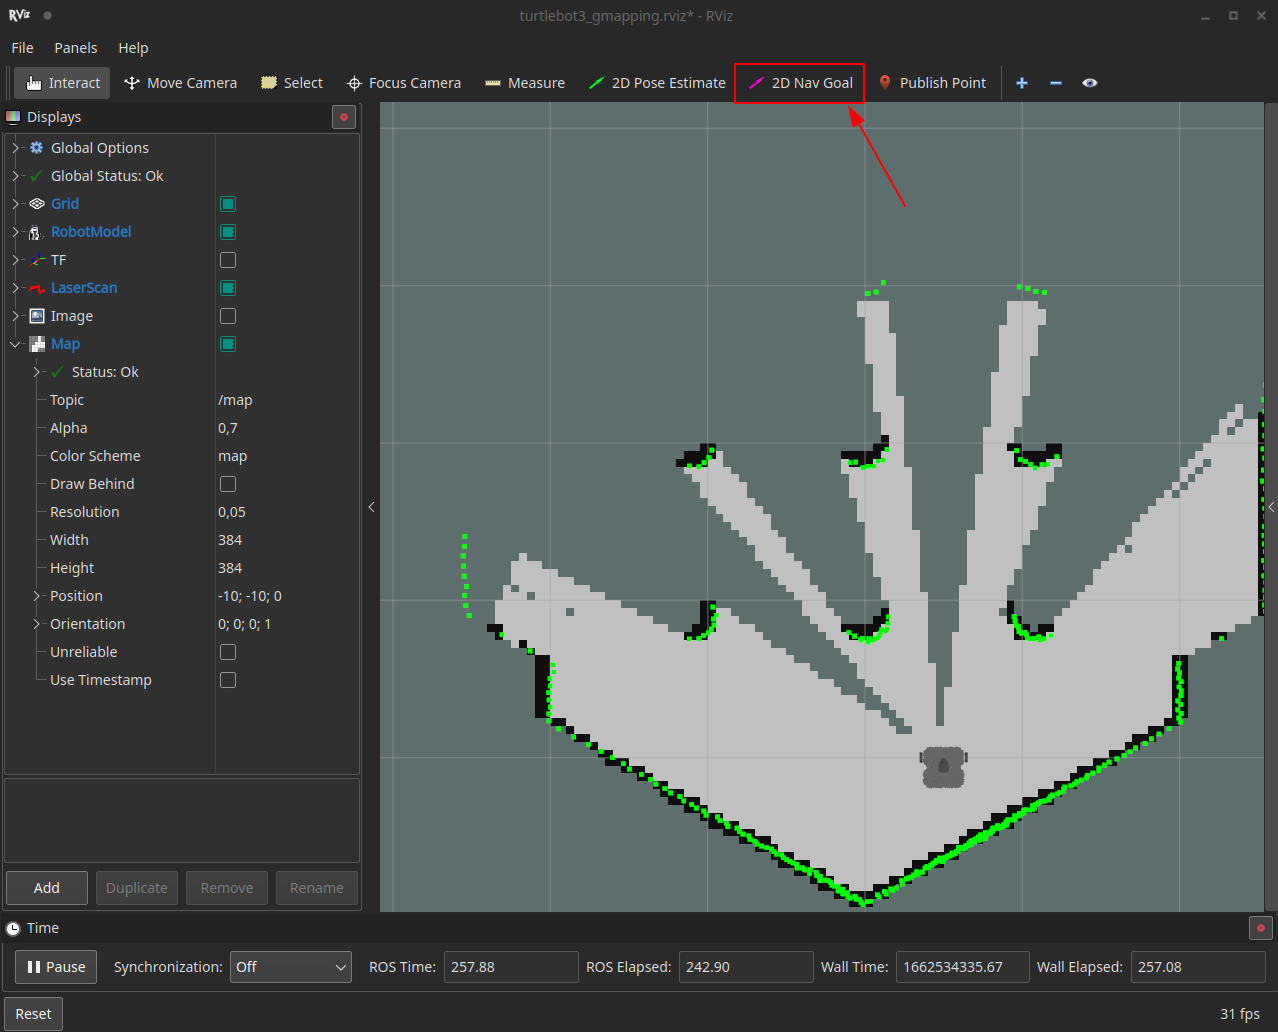 RViz
turtlebot3_gmapping.rviz* - RViz
File Panels Help
Interact Move Camera Select Focus Camera Measure 2D Pose Estimate 2D Nav Goal Publish Point
Displays
Global Options
Global Status: Ok
Grid
RobotModel
TF
LaserScan
Image
Map
Status: Ok
Topic /map
Alpha 0,7
Color Scheme map
Draw Behind
Resolution 0,05
Width 384
Height 384
Position -10; -10; 0
Orientation 0; 0; 0; 1
Unreliable
Use Timestamp
Add Duplicate Remove Rename
Time
Pause Synchronization: Off ROS Time: 257.88 ROS Elapsed: 242.90 Wall Time: 1662534335.67 Wall Elapsed: 257.08
Reset 31 fps